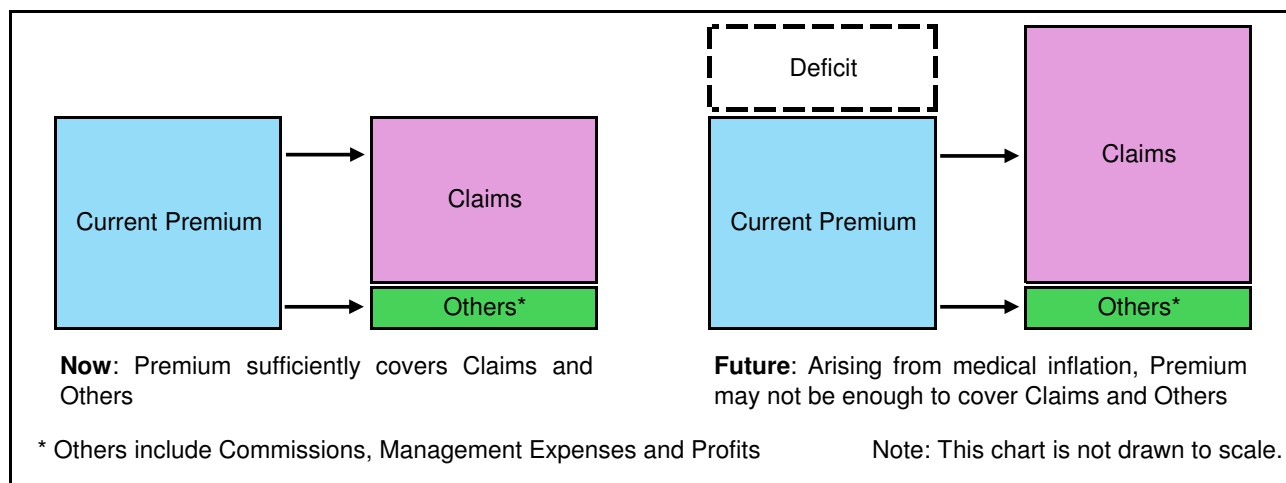 Deficit
Current Premium
Claims
Others*
Current Premium
Claims
Others*
Now: Premium sufficiently covers Claims and
Others
Future: Arising from medical inflation, Premium
may not be enough to cover Claims and Others
* Others include Commissions, Management Expenses and Profits
Note: This chart is not drawn to scale.